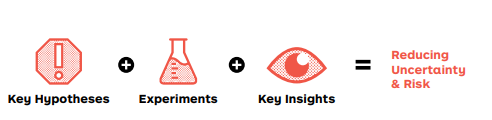 Key Hypotheses
Experiments
Key Insights
Reducing
Uncertainty
& Risk